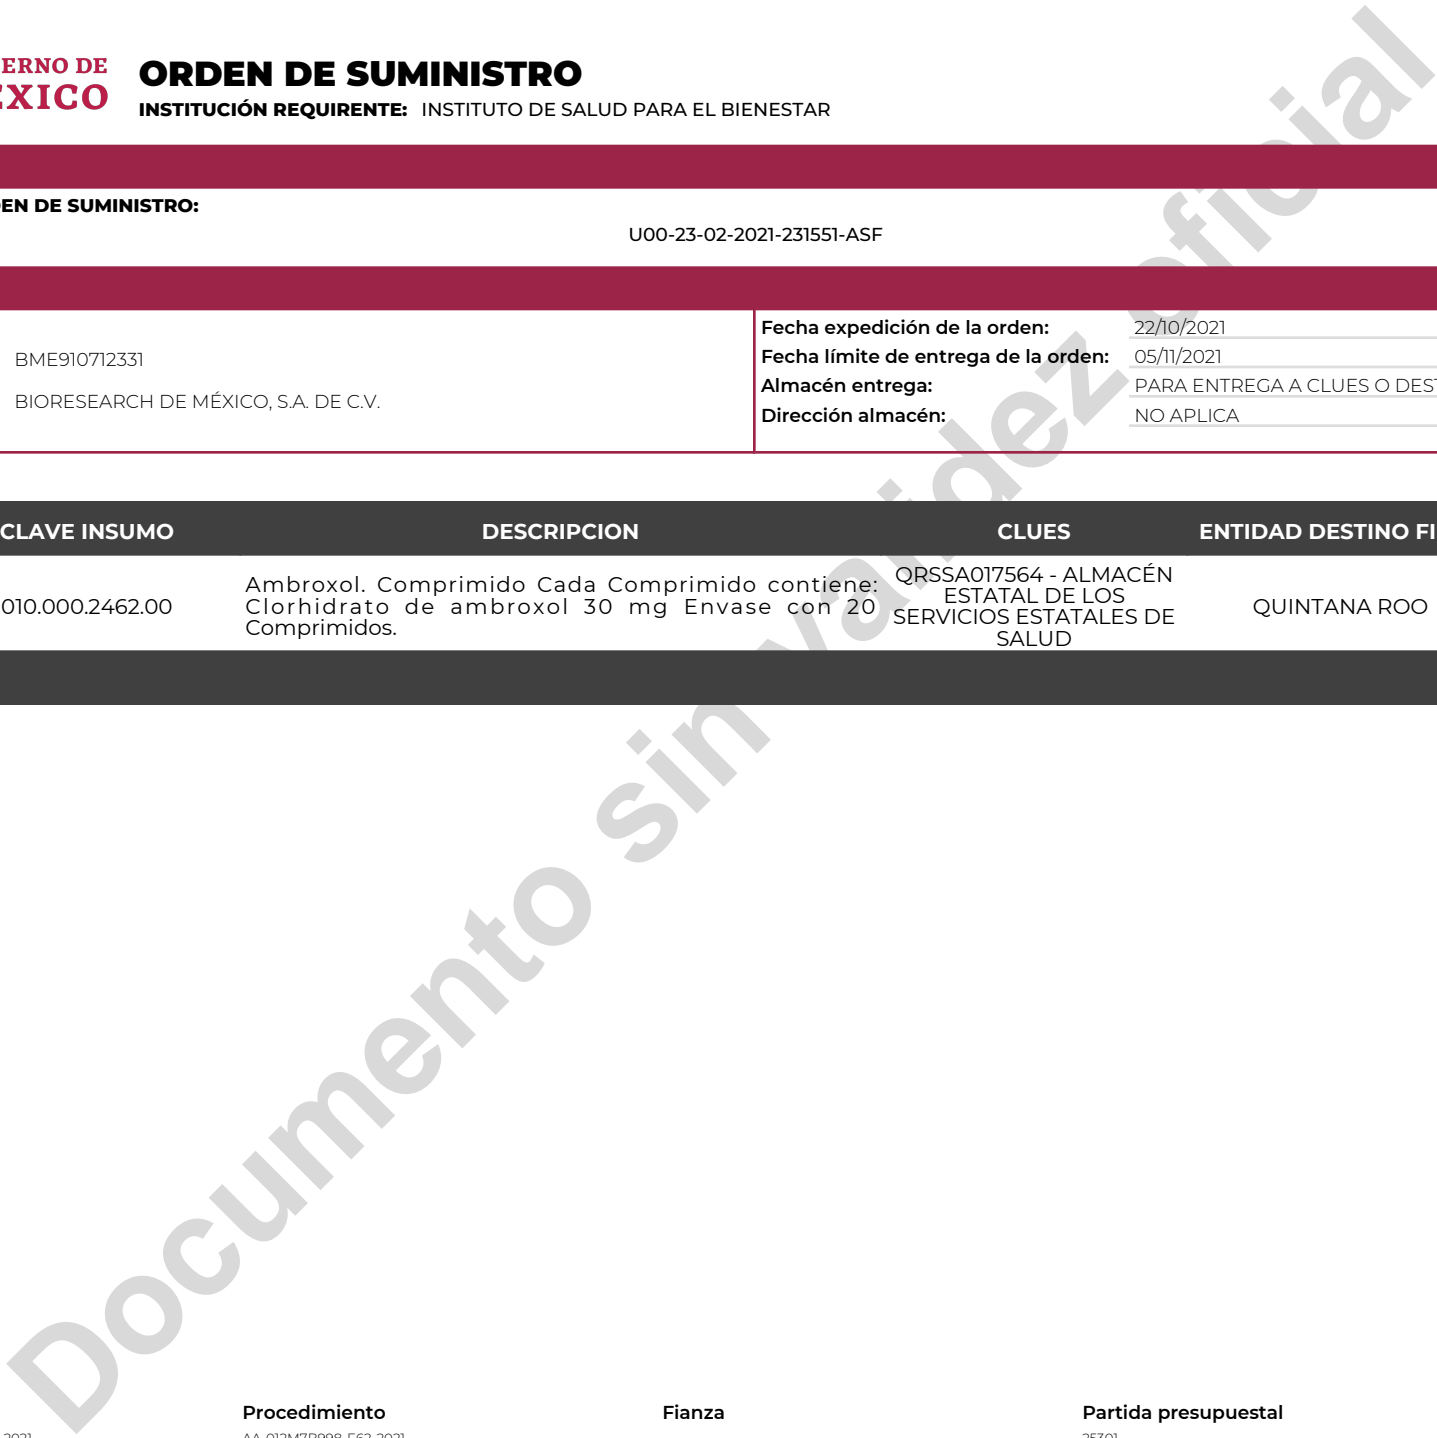 ERNO DE
ÉXICO
ORDEN DE SUMINISTRO
INSTITUCIÓN REQUIRENTE: INSTITUTO DE SALUD PARA EL BIENESTAR
EN DE SUMINISTRO:
U00-23-02-2021-231551-ASF
BME910712331
BIORESEARCH DE MÉXICO, S.A. DE C.V.
Fecha expedición de la orden: 22/10/2021
Fecha límite de entrega de la orden: 05/11/2021
Almacén entrega: PARA ENTREGA A CLUES O DEST
Dirección almacén: NO APLICA
CLAVE INSUMO DESCRIPCION CLUES ENTIDAD DESTINO FI
010.000.2462.00
Ambroxol. Comprimido Cada Comprimido contiene:
Clorhidrato de ambroxol 30 mg Envase con 20
Comprimidos.
QRSSA017564 - ALMACÉN
ESTATAL DE LOS
SERVICIOS ESTATALES DE
SALUD
QUINTANA ROO
Documento sin validez oficial
Procedimiento Fianza Partida presupuestal